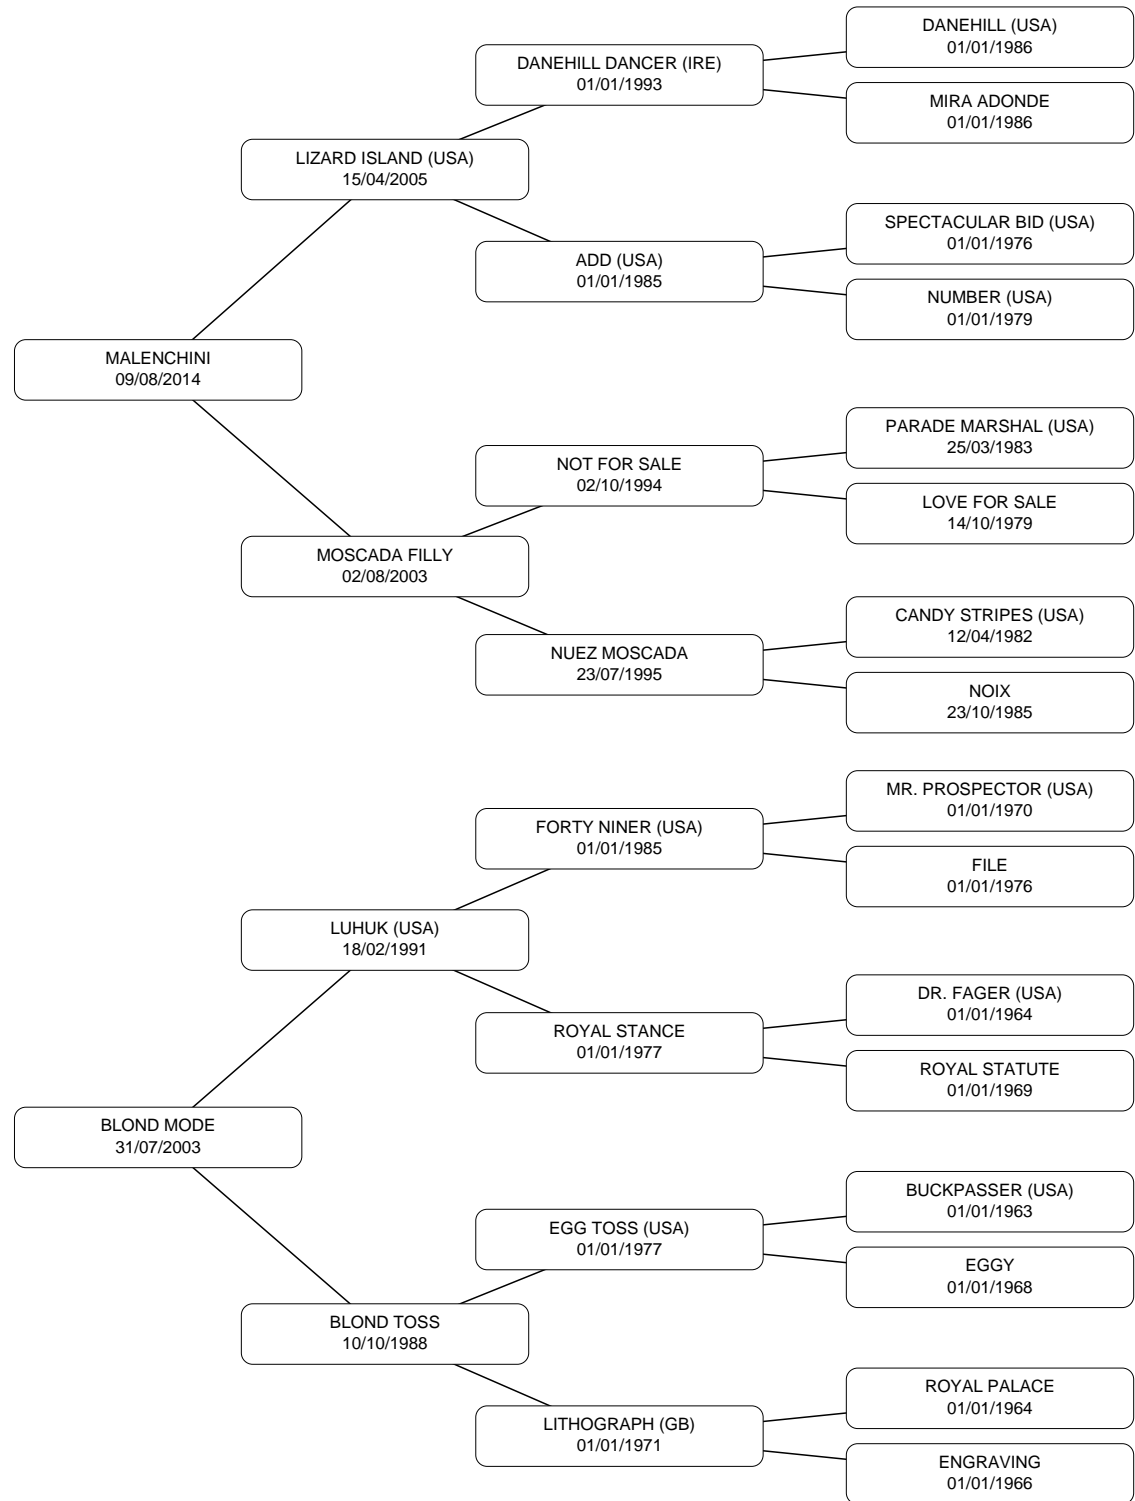 DANEHILL (USA)
01/01/1986
DANEHILL DANCER (IRE)
01/01/1993
MIRA ADONDE
01/01/1986
LIZARD ISLAND (USA)
15/04/2005
SPECTACULAR BID (USA)
01/01/1976
ADD (USA)
01/01/1985
NUMBER (USA)
01/01/1979
MALENCHINI
09/08/2014
PARADE MARSHAL (USA)
25/03/1983
NOT FOR SALE
02/10/1994
LOVE FOR SALE
14/10/1979
MOSCADA FILLY
02/08/2003
CANDY STRIPES (USA)
12/04/1982
NUEZ MOSCADA
23/07/1995
NOIX
23/10/1985
MR. PROSPECTOR (USA)
01/01/1970
FORTY NINER (USA)
01/01/1985
FILE
01/01/1976
LUHUK (USA)
18/02/1991
DR. FAGER (USA)
01/01/1964
ROYAL STANCE
01/01/1977
ROYAL STATUTE
01/01/1969
BLOND MODE
31/07/2003
BUCKPASSER (USA)
01/01/1963
EGG TOSS (USA)
01/01/1977
EGGY
01/01/1968
BLOND TOSS
10/10/1988
ROYAL PALACE
01/01/1964
LITHOGRAPH (GB)
01/01/1971
ENGRAVING
01/01/1966